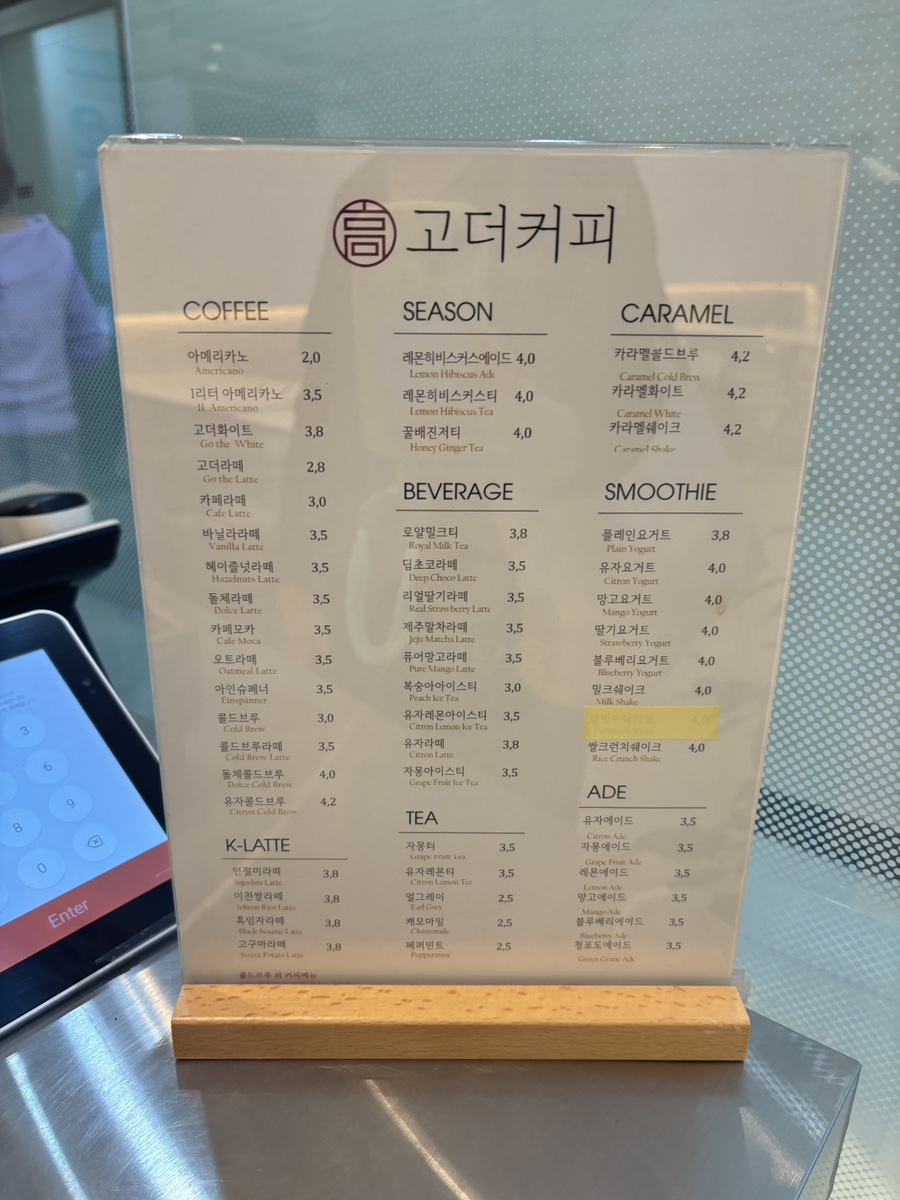 高 고더커피
COFFEE
아메리카노 2,0
Americano
1리터 아메리카노 3,5
1L Americano
고더화이트 3,8
Go the White
고더라떼 2,8
Go the Latte
카페라떼 3,0
Cafe Latte
바닐라라떼 3,5
Vanilla Latte
헤이즐넛라떼 3,5
Hazelnuts Latte
돌체라떼 3,5
Dolce Latte
카페모카 3,5
Cafe Moca
오트라떼 3,5
Oatmeal Latte
아인슈페너 3,5
Einspanner
콜드브루 3,0
Cold Brew
콜드브루라떼 3,5
Cold Brew Latte
돌체콜드브루 4,0
Dolce Cold Brew
유자콜드브루 4,2
Citron Cold Brew
K-LATTE
인절미라떼 3,8
Injeolmi Latte
이천쌀라떼 3,8
Icheon Rice Latte
흑임자라떼 3,8
Black Sesame Latte
고구마라떼 3,8
Sweet Potato Latte
콜드브루 외 커피메뉴
SEASON
레몬히비스커스에이드 4,0
Lemon Hibiscus Ade
레몬히비스커스티 4,0
Lemon Hibiscus Tea
꿀배진저티 4,0
Honey Ginger Tea
BEVERAGE
로얄밀크티 3,8
Royal Milk Tea
딥초코라떼 3,5
Deep Choco Latte
리얼딸기라떼 3,5
Real Strawberry Latte
제주말차라떼 3,5
Jeju Matcha Latte
퓨어망고라떼 3,5
Pure Mango Latte
복숭아아이스티 3,0
Peach Ice Tea
유자레몬아이스티 3,5
Citron Lemon Ice Tea
유자라떼 3,8
Citron Latte
자몽아이스티 3,5
Grape Fruit Ice Tea
TEA
자몽티 3,5
Grape Fruit Tea
유자레몬티 3,5
Citron Lemon Tea
얼그레이 2,5
Earl Grey
캐모마일 2,5
Chamomile
페퍼민트 2,5
Peppermint
CARAMEL
카라멜콜드브루 4,2
Caramel Cold Brew
카라멜화이트 4,2
Caramel White
카라멜쉐이크 4,2
Caramel Shake
SMOOTHIE
플레인요거트 3,8
Plain Yogurt
유자요거트 4,0
Citron Yogurt
망고요거트 4,0
Mango Yogurt
딸기요거트 4,0
Strawberry Yogurt
블루베리요거트 4,0
Blueberry Yogurt
밀크쉐이크 4,0
Milk Shake
쌀크런치쉐이크 4,0
Rice Crunch Shake
ADE
유자에이드 3,5
Citron Ade
자몽에이드 3,5
Grape Fruit Ade
레몬에이드 3,5
Lemon Ade
망고에이드 3,5
Mango Ade
블루베리에이드 3,5
Blueberry Ade
청포도에이드 3,5
Green Grape Ade
3
6
9
8
0
Enter